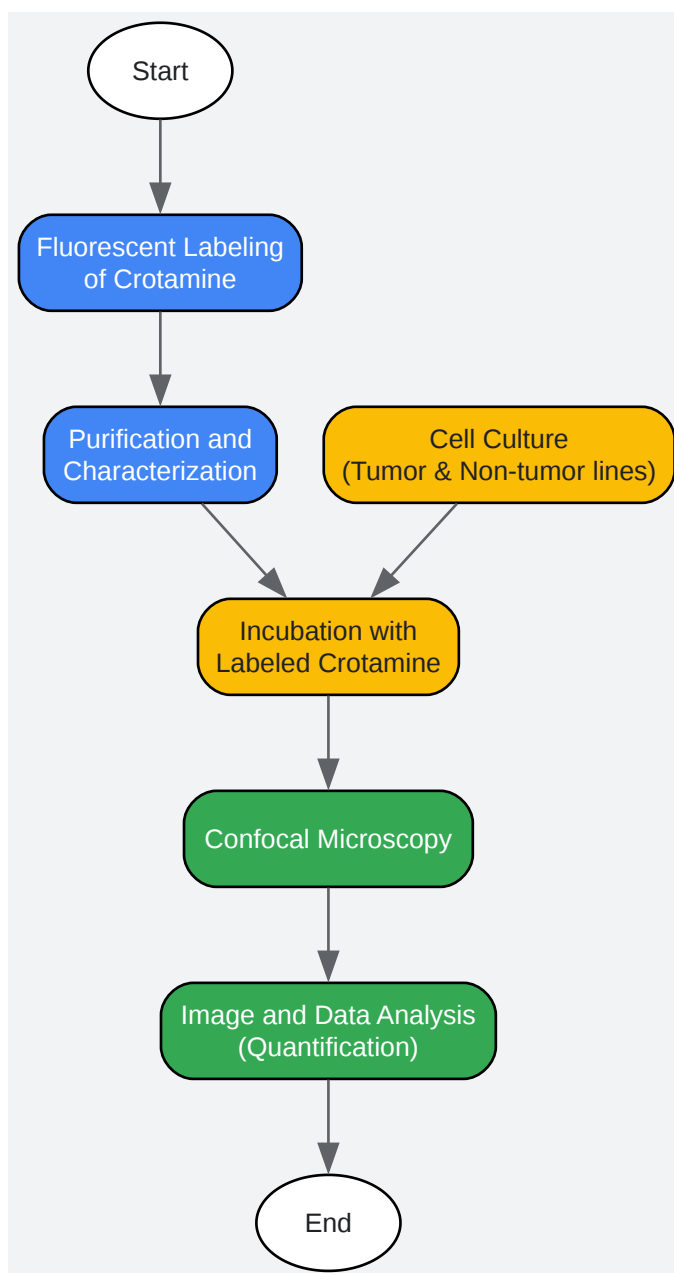 Start
Fluorescent Labeling
of Crotamine
Purification and
Characterization
Cell Culture
(Tumor & Non-tumor lines)
Incubation with
Labeled Crotamine
Confocal Microscopy
Image and Data Analysis
(Quantification)
End